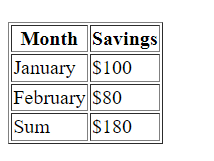 Month Savings
January $100
February $80
Sum $180